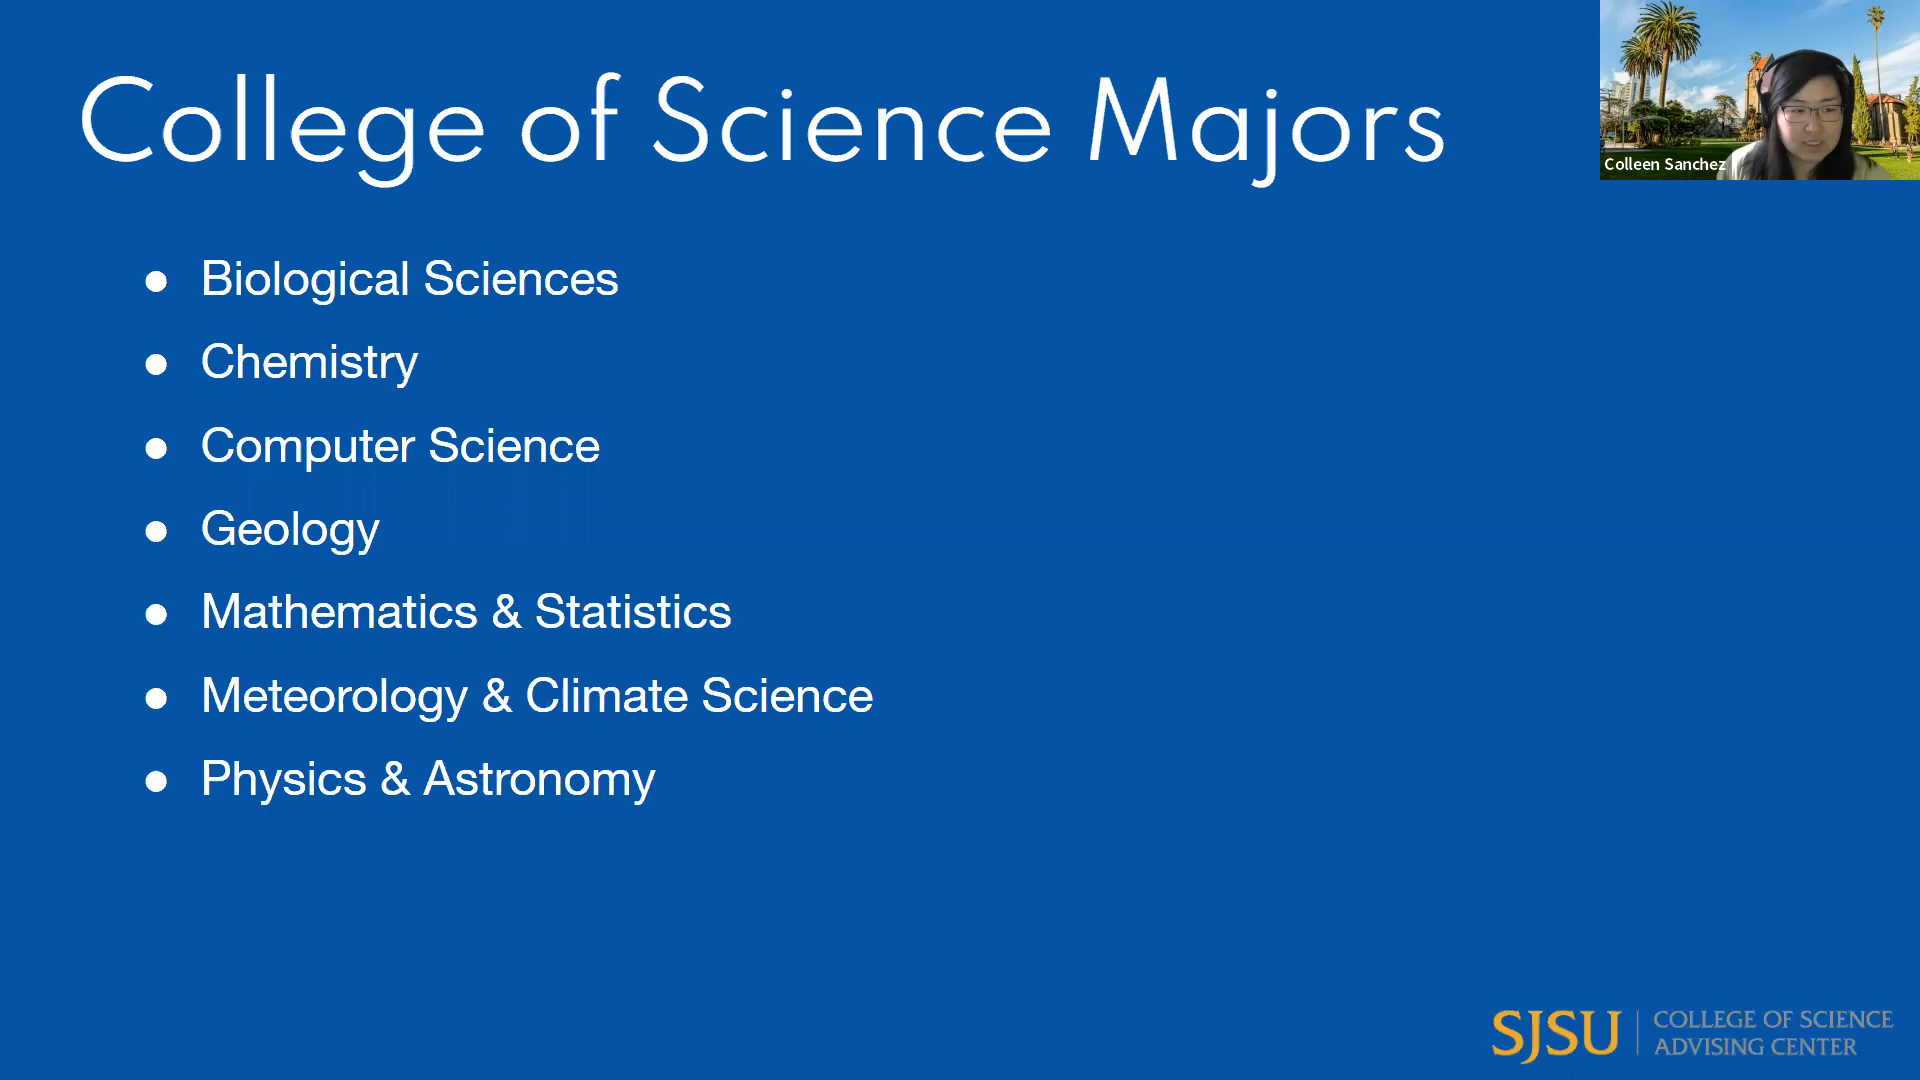 College of Science Majors
Colleen Sanchez
● Biological Sciences
● Chemistry
● Computer Science
● Geology
● Mathematics & Statistics
● Meteorology & Climate Science
● Physics & Astronomy
SJSU | COLLEGE OF SCIENCE
ADVISING CENTER